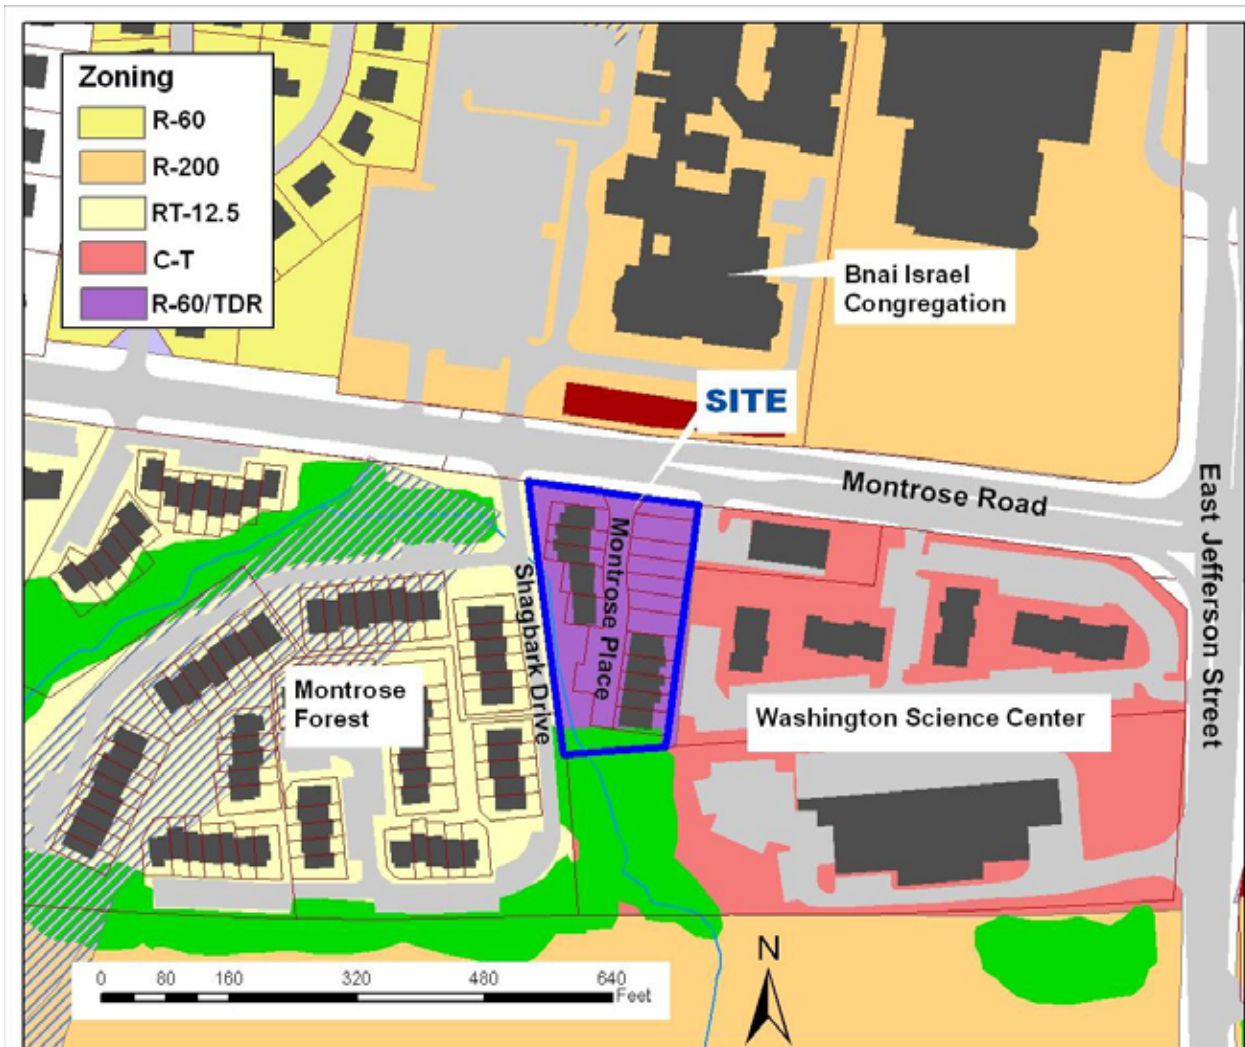 Zoning
R-60
R-200
RT-12.5
C-T
R-60/TDR
Bnai Israel
Congregation
SITE
Montrose Road
East Jefferson Street
Montrose Place
Shagbark Drive
Montrose
Forest
Washington Science Center
N
0 80 160 320 480 640
Feet